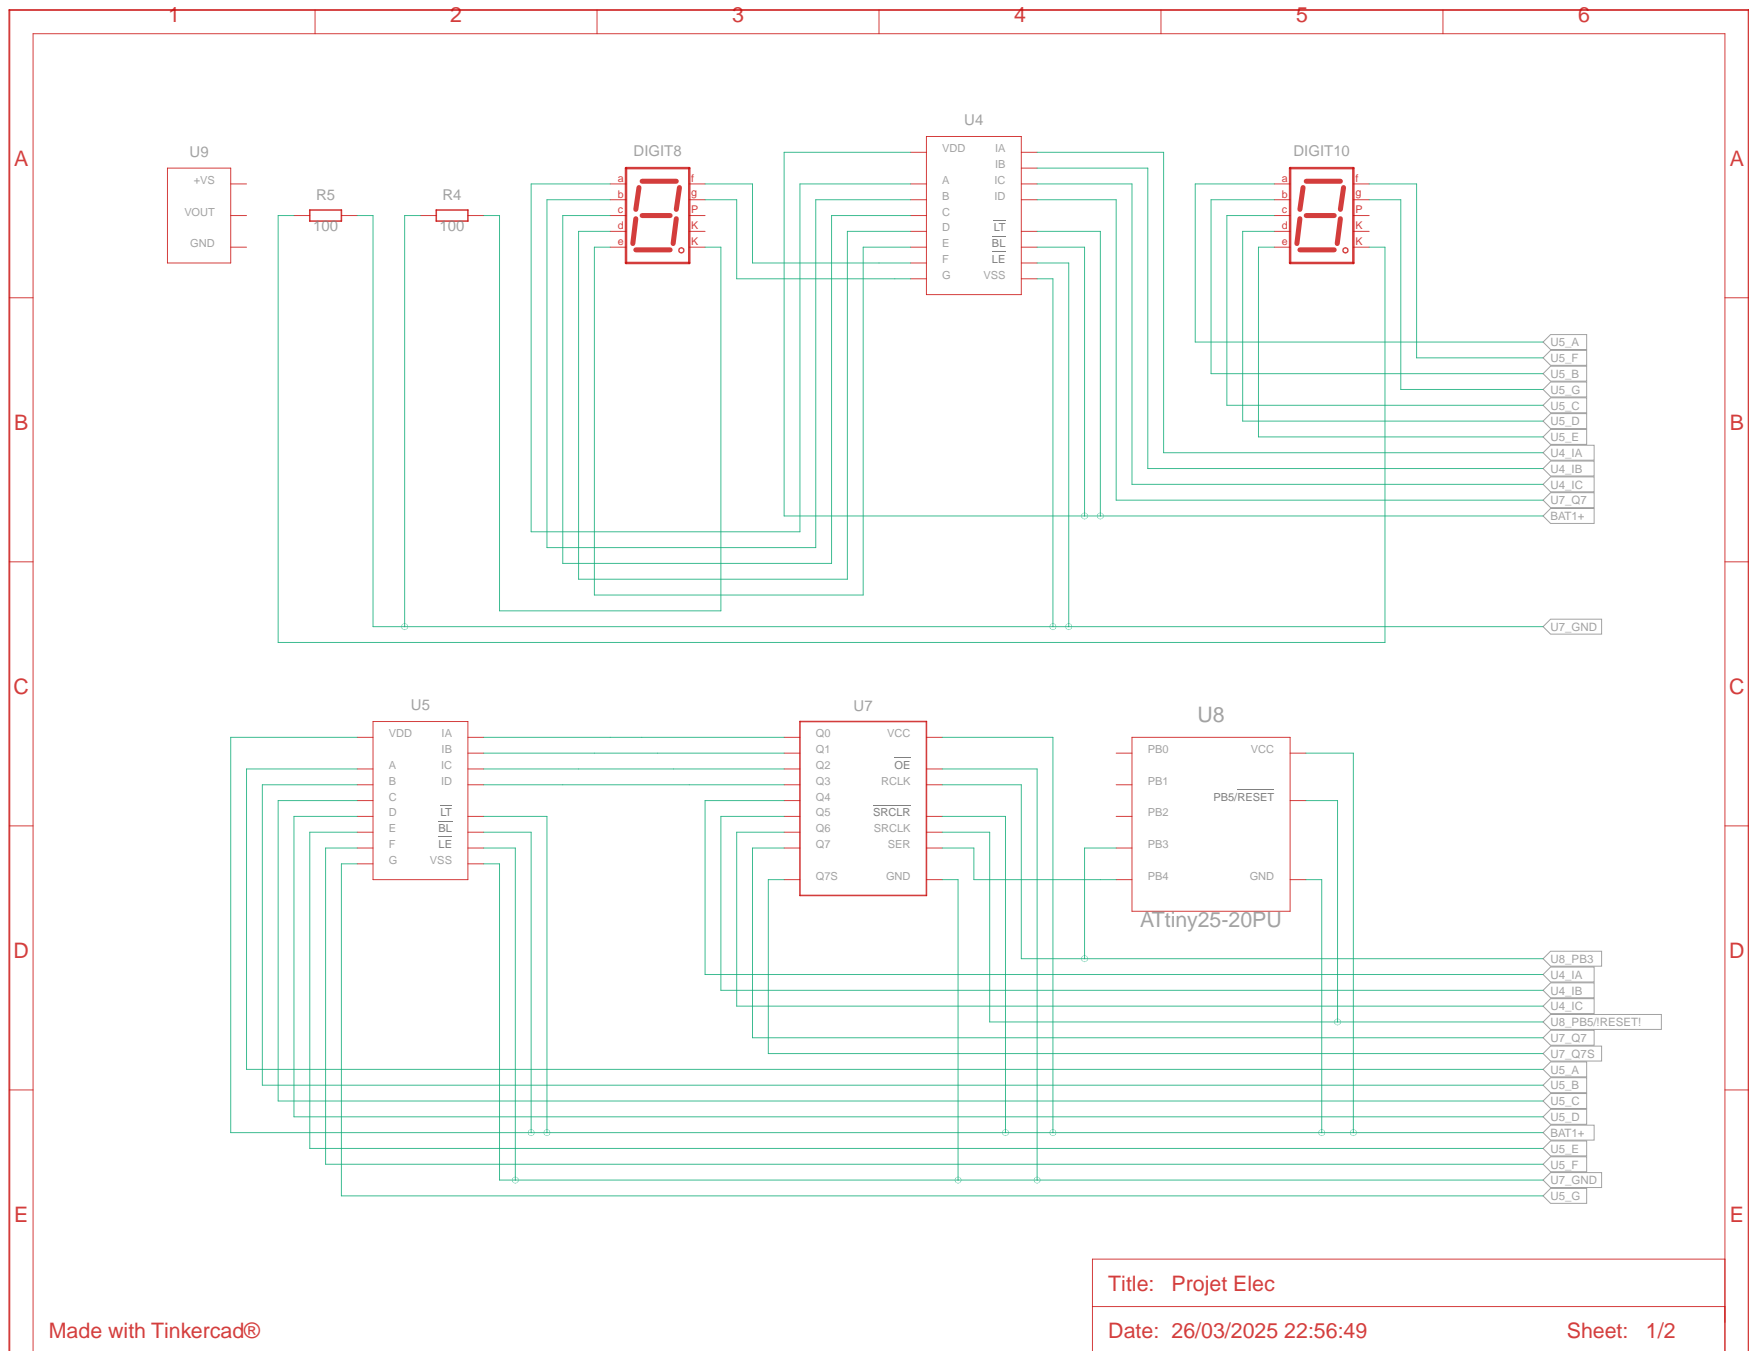 1 2 3 4 5 6
A A
B B
C C
D D
E E
U9
+VS
VOUT
GND
R5
100
R4
100
DIGIT8
a f
b g
c P
d K
e K
U4
VDD IA
IB
A IC
B ID
C
D LT
E BL
F LE
G VSS
DIGIT10
a f
b g
c P
d K
e K
U5_A
U5_F
U5_B
U5_G
U5_C
U5_D
U5_E
U4_IA
U4_IB
U4_IC
U7_Q7
BAT1+
U7_GND
U5
VDD IA
IB
A IC
B ID
C
D LT
E BL
F LE
G VSS
U7
Q0 VCC
Q1
Q2 OE
Q3 RCLK
Q4
Q5 SRCLR
Q6 SRCLK
Q7 SER
Q7S GND
U8
PB0 VCC
PB1
PB5/RESET
PB2
PB3
PB4 GND
ATtiny25-20PU
U8_PB3
U4_IA
U4_IB
U4_IC
U8_PB5/!RESET!
U7_Q7
U7_Q7S
U5_A
U5_B
U5_C
U5_D
BAT1+
U5_E
U5_F
U7_GND
U5_G
Title: Projet Elec
Made with Tinkercad®
Date: 26/03/2025 22:56:49 Sheet: 1/2